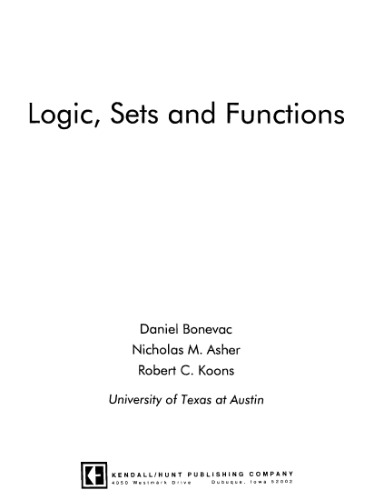 Logic, Sets and Functions
Daniel Bonevac
Nicholas M. Asher
Robert C. Koons
University of Texas at Austin
KENDALL/HUNT PUBLISHING COMPANY
4050 Westmark Drive Dubuque, Iowa 52002